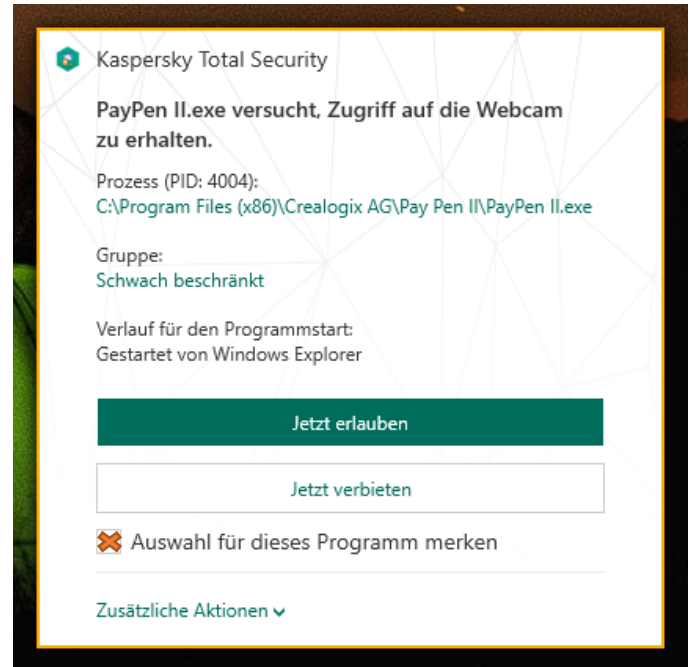 Kaspersky Total Security
PayPen II.exe versucht, Zugriff auf die Webcam
zu erhalten.
Prozess (PID: 4004):
C:\Program Files (x86)\Crealogix AG\Pay Pen II\PayPen II.exe
Gruppe:
Schwach beschränkt
Verlauf für den Programmstart:
Gestartet von Windows Explorer
Jetzt erlauben
Jetzt verbieten
Auswahl für dieses Programm merken
Zusätzliche Aktionen